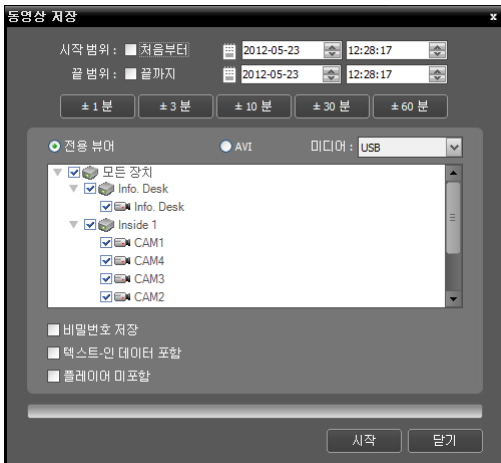 동영상 저장 x
시작 범위 : 처음부터 2012-05-23 12:28:17
끝 범위 : 끝까지 2012-05-23 12:28:17
±1 분 ±3 분 ±10 분 ±30 분 ±60 분
전용 뷰어 AVI 미디어 : USB
모든 장치
Info. Desk
Info. Desk
Inside 1
CAM1
CAM4
CAM3
CAM2
비밀번호 저장
텍스트-인 데이터 포함
플레이어 미포함
시작 닫기